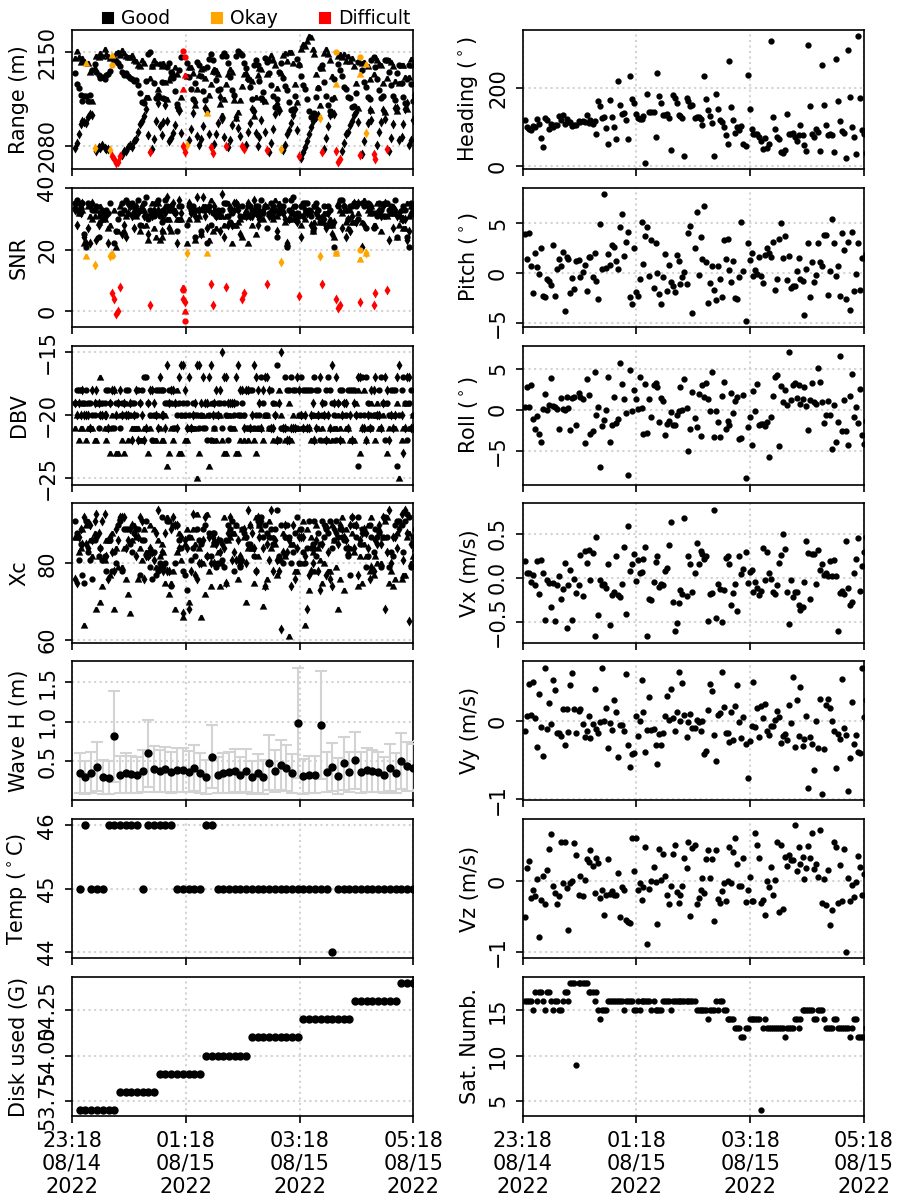 Good Okay Difficult
Range (m)
2150
2080
Heading (°)
200
0
SNR
40
20
0
Pitch (°)
5
0
−5
DBV
−15
−20
−25
Roll (°)
5
0
−5
Xc
80
60
Vx (m/s)
0.5
0.0
−0.5
Wave H (m)
1.5
1.0
0.5
Vy (m/s)
0
−1
Temp (°C)
46
45
44
Vz (m/s)
0
−1
Disk used (G)
54.25
54.00
53.75
Sat. Numb.
15
10
5
23:18 01:18 03:18 05:18 23:18 01:18 03:18 05:18
08/14 08/15 08/15 08/15 08/14 08/15 08/15 08/15
2022 2022 2022 2022 2022 2022 2022 2022